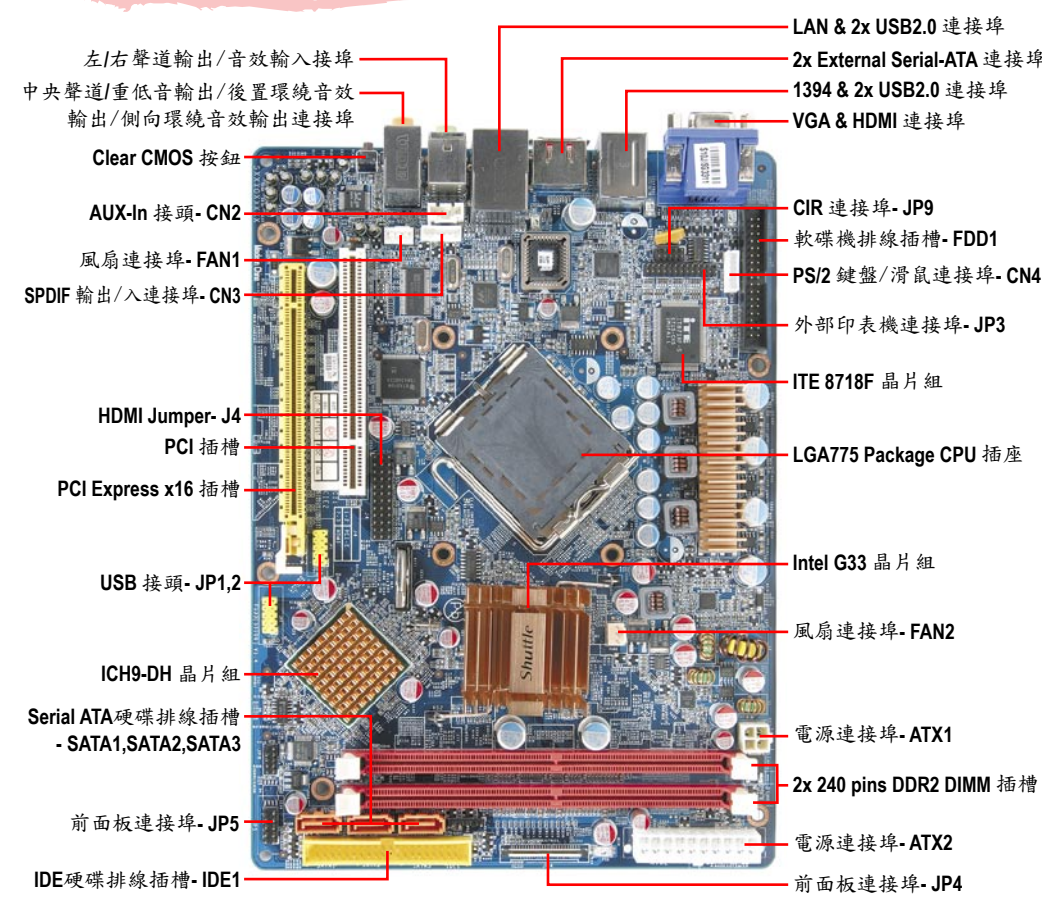 LAN & 2x USB2.0 連接埠
左/右聲道輸出/音效輸入接埠
2x External Serial-ATA 連接埠
中央聲道/重低音輸出/後置環繞音效
輸出/側向環繞音效輸出連接埠
1394 & 2x USB2.0 連接埠
VGA & HDMI 連接埠
Clear CMOS 按鈕
AUX-In 接頭- CN2
CIR 連接埠- JP9
軟碟機排線插槽- FDD1
風扇連接埠- FAN1
PS/2 鍵盤/滑鼠連接埠- CN4
SPDIF 輸出/入連接埠- CN3
外部印表機連接埠- JP3
ITE 8718F 晶片組
HDMI Jumper- J4
PCI 插槽
LGA775 Package CPU 插座
PCI Express x16 插槽
Intel G33 晶片組
USB 接頭- JP1,2
風扇連接埠- FAN2
Shuttle
ICH9-DH 晶片組
Serial ATA硬碟排線插槽
- SATA1,SATA2,SATA3
電源連接埠- ATX1
2x 240 pins DDR2 DIMM 插槽
前面板連接埠- JP5
電源連接埠- ATX2
IDE硬碟排線插槽- IDE1
前面板連接埠- JP4